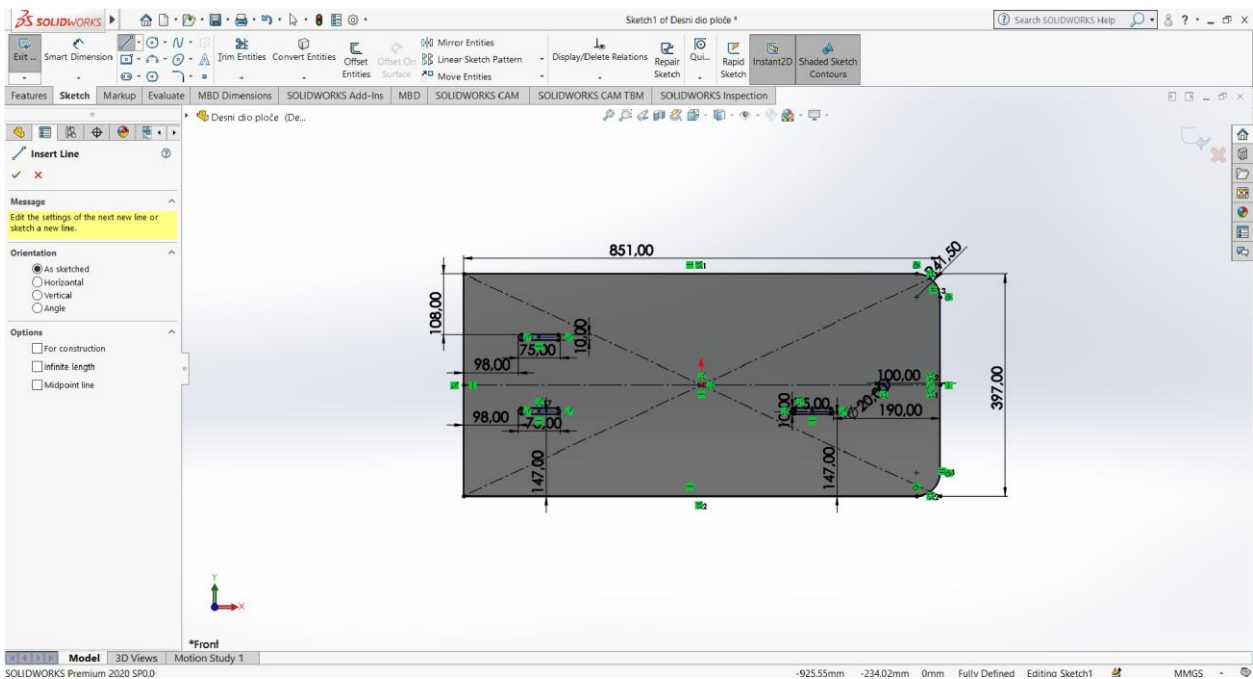 SOLIDWORKS
Sketch1 of Desni dio ploče *
Search SOLIDWORKS Help
Exit ...
Smart Dimension
Trim Entities
Convert Entities
Offset Entities
Offset On Surface
Mirror Entities
Linear Sketch Pattern
Move Entities
Display/Delete Relations
Repair Sketch
Qui...
Rapid Sketch
Instant2D
Shaded Sketch Contours
Features
Sketch
Markup
Evaluate
MBD Dimensions
SOLIDWORKS Add-Ins
MBD
SOLIDWORKS CAM
SOLIDWORKS CAM TBM
SOLIDWORKS Inspection
Desni dio ploče (De...
Insert Line
Message
Edit the settings of the next new line or
sketch a new line.
Orientation
As sketched
Horizontal
Vertical
Angle
Options
For construction
Infinite length
Midpoint line
851,00
108,00
10,00
75,00
98,00
100,00
397,00
98,00
75,00
10,00
190,00
147,00
147,00
Y
X
*Front
Model
3D Views
Motion Study 1
SOLIDWORKS Premium 2020 SP0.0
-925.55mm
-234.02mm
0mm
Fully Defined
Editing Sketch1
MMGS